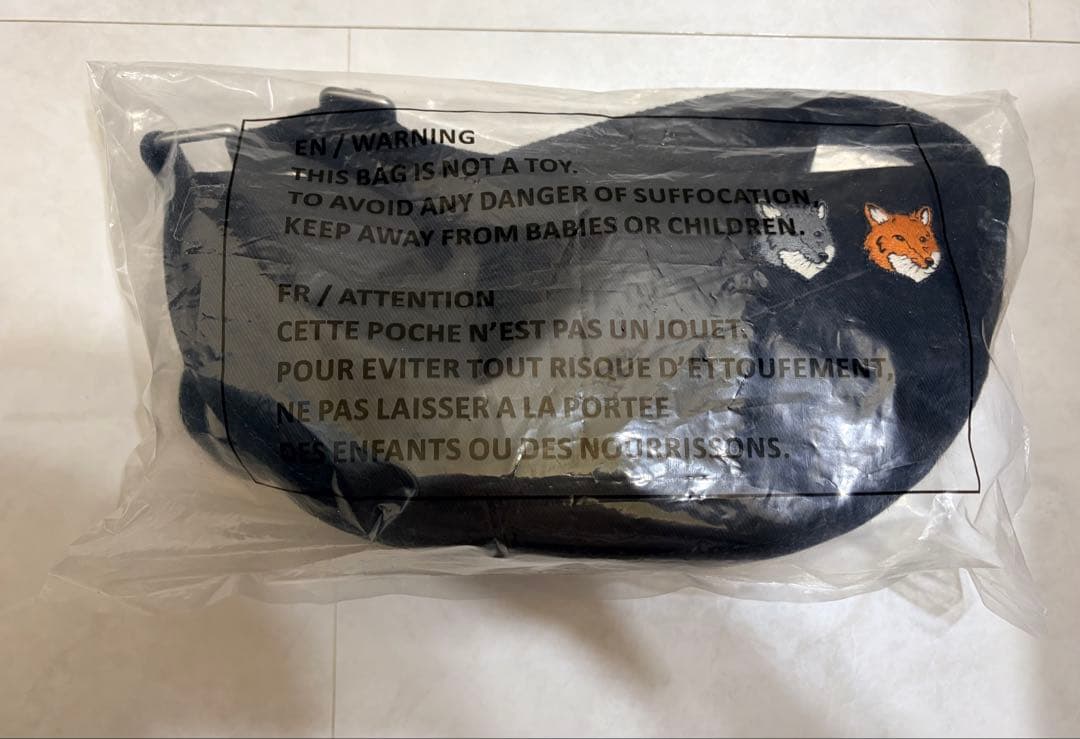 EN / WARNING
THIS BAG IS NOT A TOY.
TO AVOID ANY DANGER OF SUFFOCATION,
KEEP AWAY FROM BABIES OR CHILDREN.
FR / ATTENTION
CETTE POCHE N'EST PAS UN JOUET.
POUR EVITER TOUT RISQUE D'ETTOUFEMENT,
NE PAS LAISSER A LA PORTEE
DES ENFANTS OU DES NOURRISSONS.